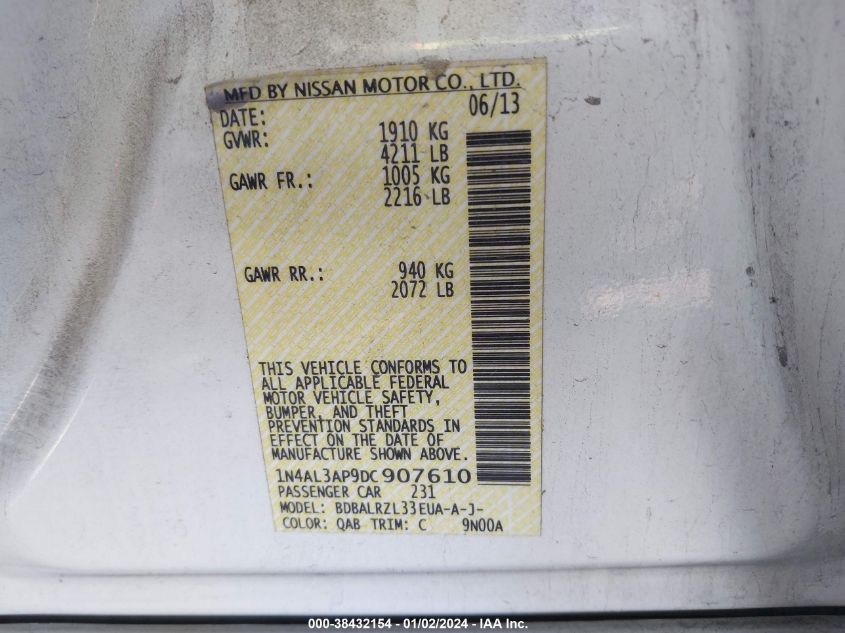 MFD BY NISSAN MOTOR CO., LTD.
DATE: 06/13
GVWR: 1910 KG
4211 LB
GAWR FR.: 1005 KG
2216 LB
GAWR RR.: 940 KG
2072 LB
THIS VEHICLE CONFORMS TO
ALL APPLICABLE FEDERAL
MOTOR VEHICLE SAFETY,
BUMPER, AND THEFT
PREVENTION STANDARDS IN
EFFECT ON THE DATE OF
MANUFACTURE SHOWN ABOVE.
1N4AL3AP9DC907610
PASSENGER CAR 231
MODEL: BDBALRZL33EUA-A-J-
COLOR: QAB TRIM: C 9N00A
000-38432154 - 01/02/2024 - IAA Inc.